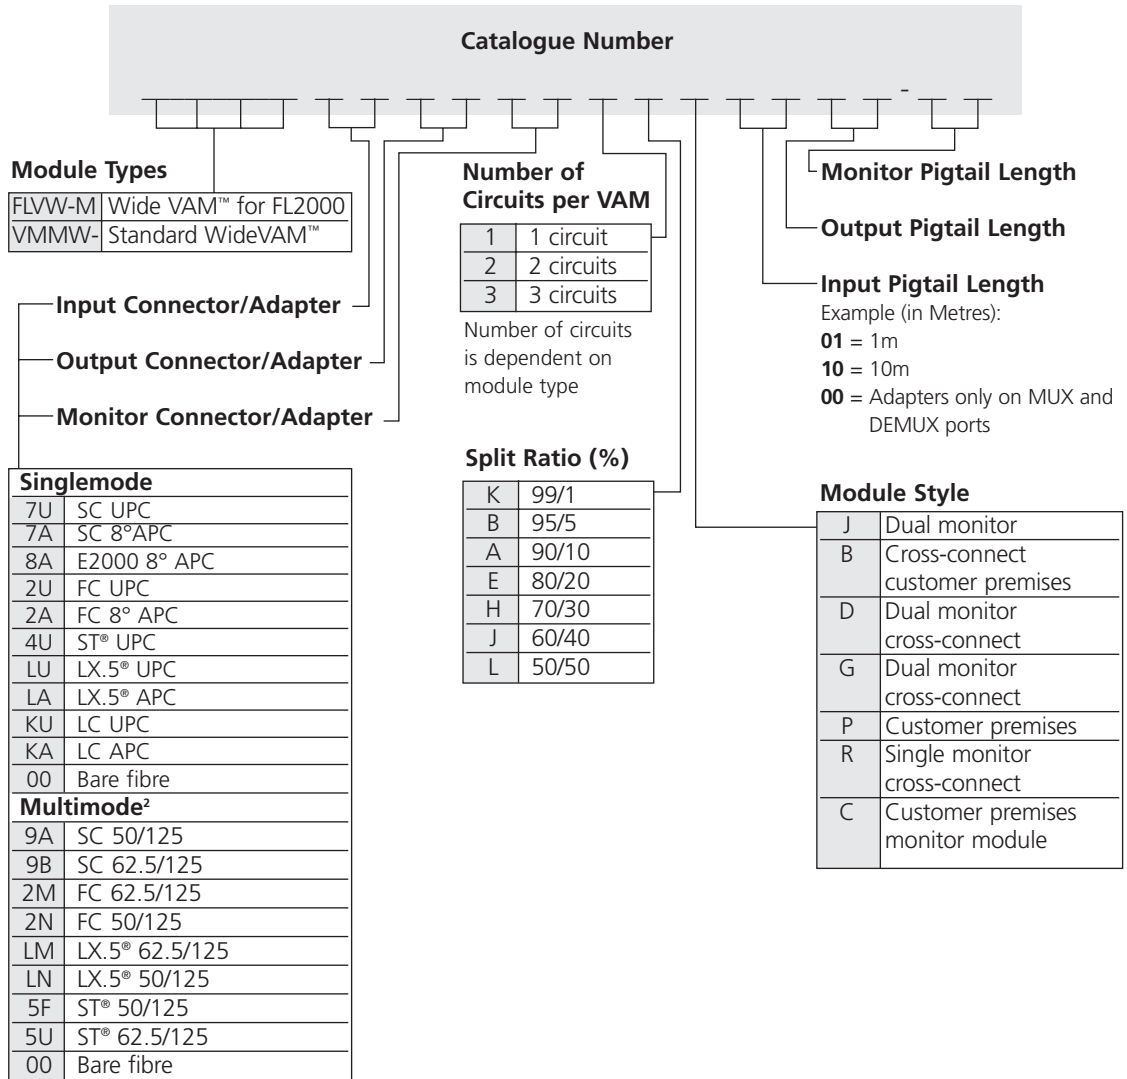 Catalogue Number
-
Module Types
FLVW-M Wide VAM™ for FL2000
VMMW- Standard WideVAM™
Input Connector/Adapter
Output Connector/Adapter
Monitor Connector/Adapter
Singlemode
7U SC UPC
7A SC 8°APC
8A E2000 8° APC
2U FC UPC
2A FC 8° APC
4U ST® UPC
LU LX.5® UPC
LA LX.5® APC
KU LC UPC
KA LC APC
00 Bare fibre
Multimode²
9A SC 50/125
9B SC 62.5/125
2M FC 62.5/125
2N FC 50/125
LM LX.5® 62.5/125
LN LX.5® 50/125
5F ST® 50/125
5U ST® 62.5/125
00 Bare fibre
Number of
Circuits per VAM
1 1 circuit
2 2 circuits
3 3 circuits
Number of circuits
is dependent on
module type
Split Ratio (%)
K 99/1
B 95/5
A 90/10
E 80/20
H 70/30
J 60/40
L 50/50
Monitor Pigtail Length
Output Pigtail Length
Input Pigtail Length
Example (in Metres):
01 = 1m
10 = 10m
00 = Adapters only on MUX and
DEMUX ports
Module Style
J Dual monitor
B Cross-connect
customer premises
D Dual monitor
cross-connect
G Dual monitor
cross-connect
P Customer premises
R Single monitor
cross-connect
C Customer premises
monitor module